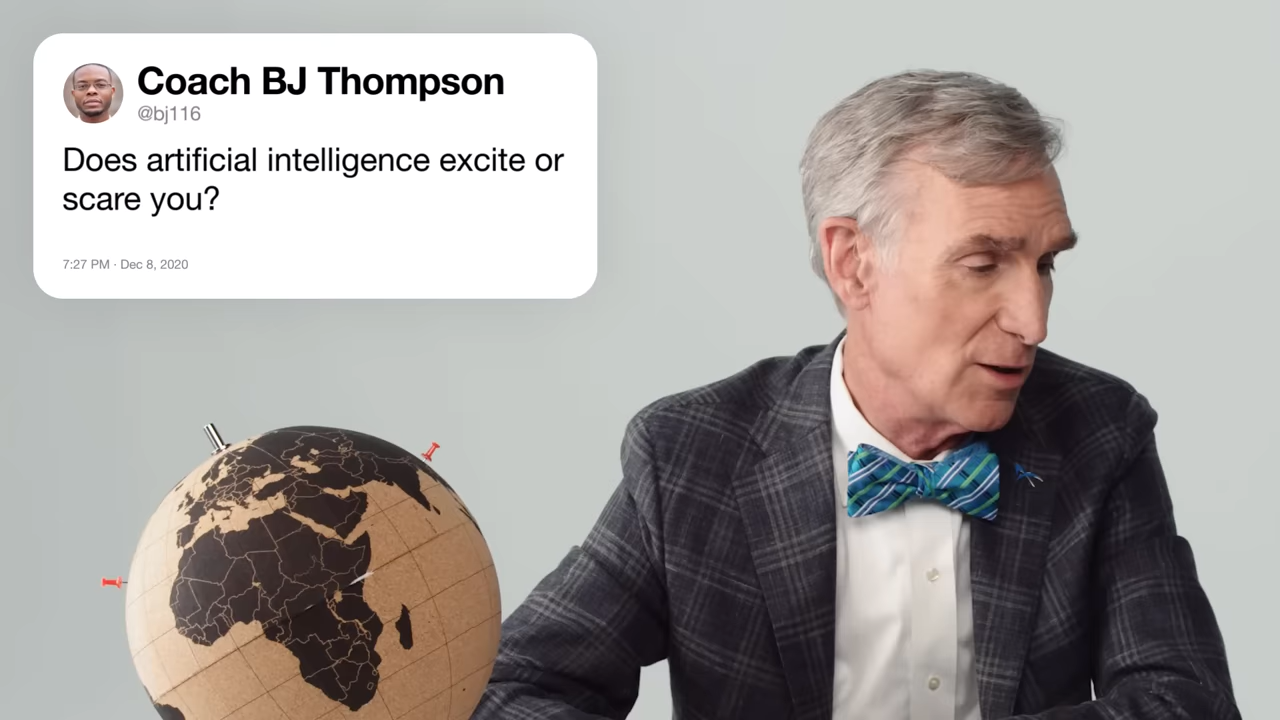 Coach BJ Thompson
@bj116
Does artificial intelligence excite or
scare you?
7:27 PM · Dec 8, 2020